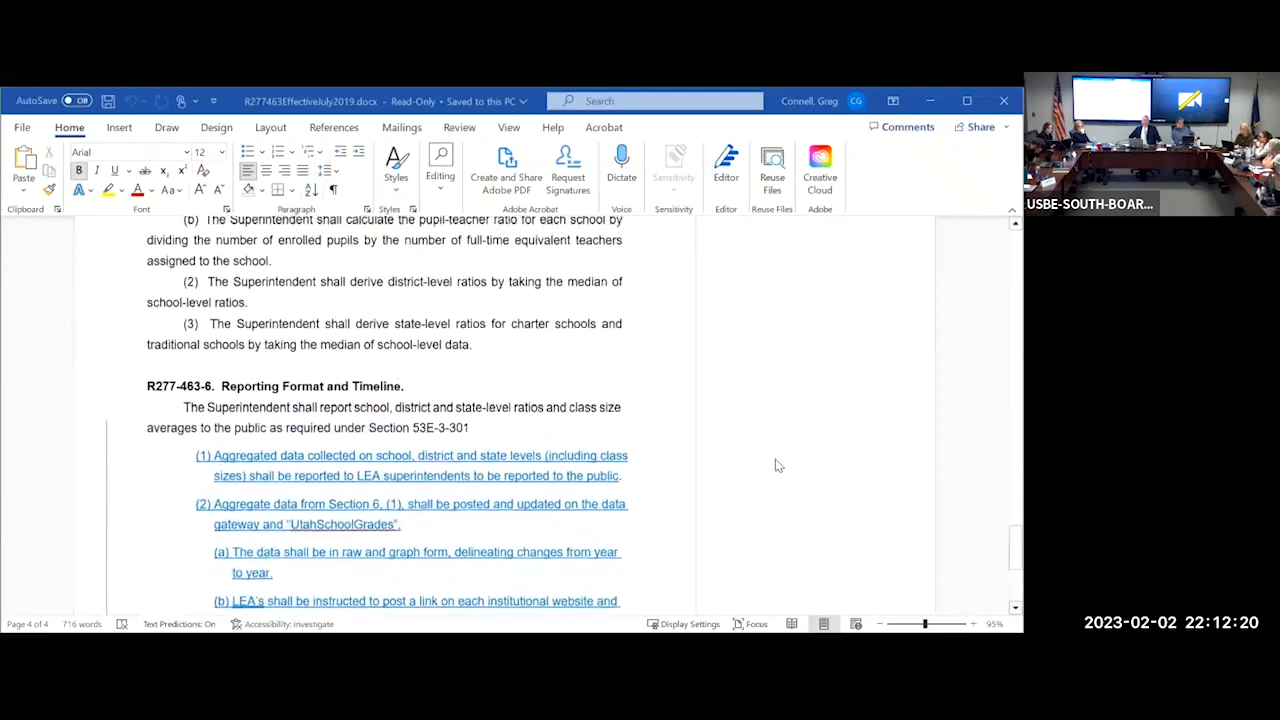 AutoSave Off R277463EffectiveJuly2019.docx - Read-Only • Saved to this PC Search Connell, Greg CG
File Home Insert Draw Design Layout References Mailings Review View Help Acrobat Comments Share
Arial 12
Paste
Styles
Editing
Create and Share
Adobe PDF
Request
Signatures
Dictate
Sensitivity
Editor
Reuse
Files
Creative
Cloud
Clipboard Font Paragraph Styles Adobe Acrobat Voice Sensitivity Editor Reuse Files Adobe
(b) The Superintendent shall calculate the pupil-teacher ratio for each school by
dividing the number of enrolled pupils by the number of full-time equivalent teachers
assigned to the school.
(2) The Superintendent shall derive district-level ratios by taking the median of
school-level ratios.
(3) The Superintendent shall derive state-level ratios for charter schools and
traditional schools by taking the median of school-level data.
R277-463-6. Reporting Format and Timeline.
The Superintendent shall report school, district and state-level ratios and class size
averages to the public as required under Section 53E-3-301
(1) Aggregated data collected on school, district and state levels (including class
sizes) shall be reported to LEA superintendents to be reported to the public.
(2) Aggregate data from Section 6, (1), shall be posted and updated on the data
gateway and "UtahSchoolGrades".
(a) The data shall be in raw and graph form, delineating changes from year
to year.
(b) LEA's shall be instructed to post a link on each institutional website and
Page 4 of 4 716 words Text Predictions: On Accessibility: Investigate Display Settings Focus 95%
USBE-SOUTH-BOAR...
2023-02-02 22:12:20